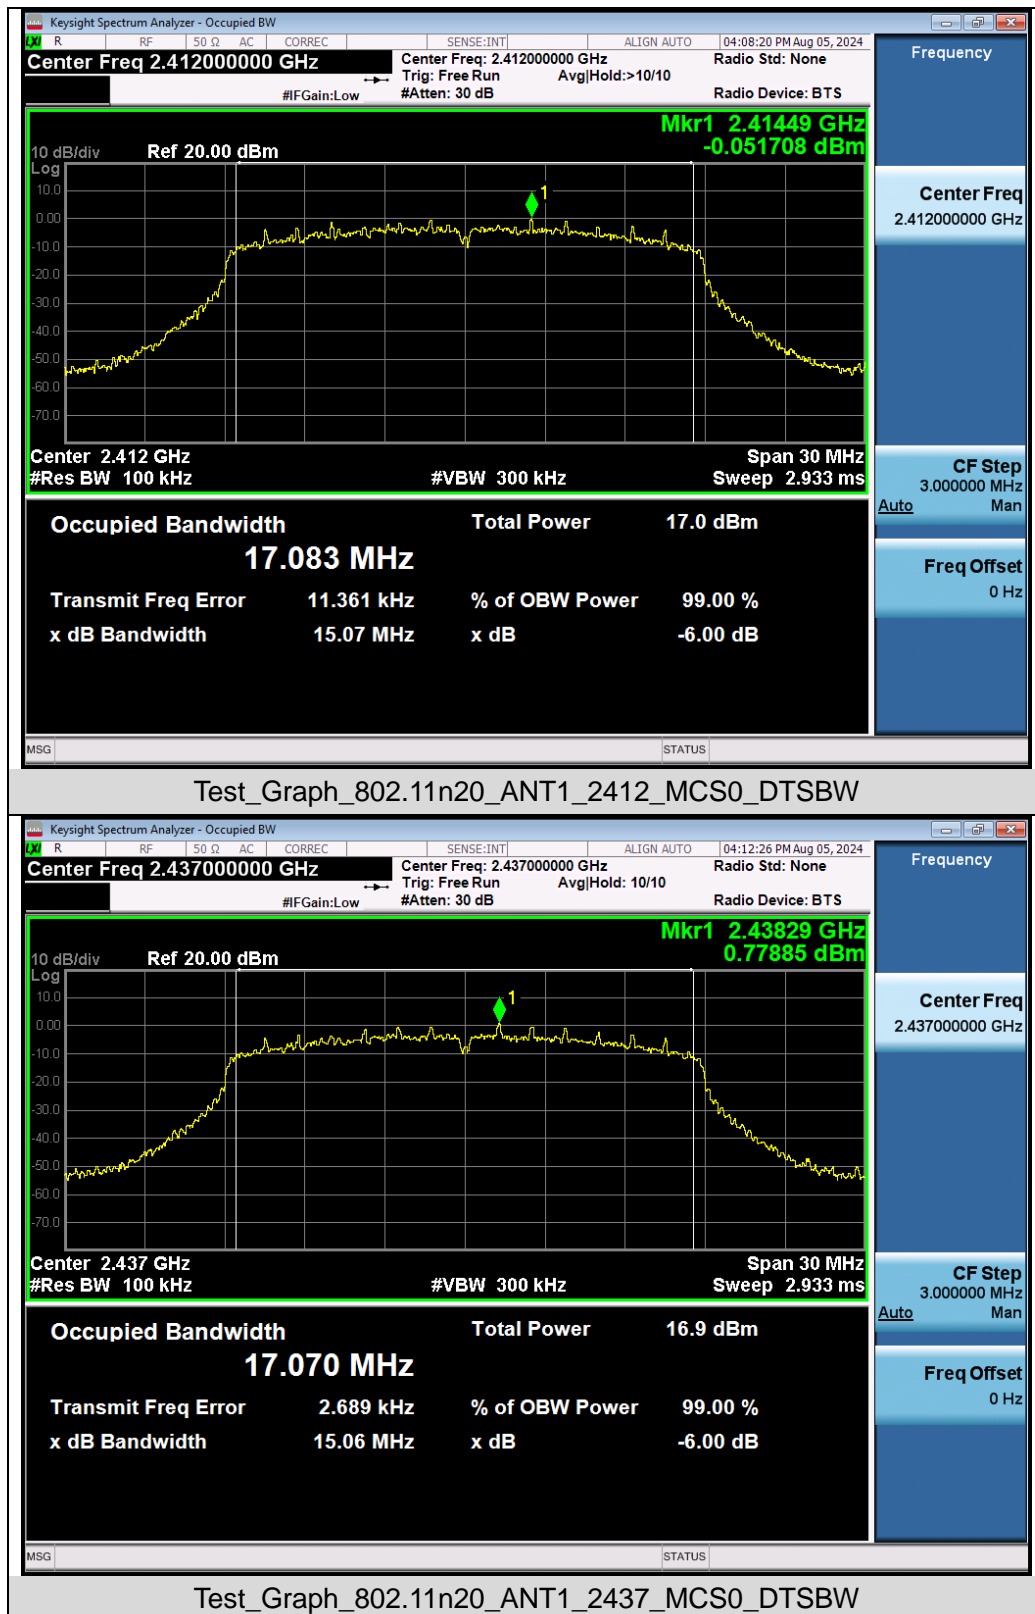 Keysight Spectrum Analyzer - Occupied BW
LXI R RF 50 Ω AC CORREC SENSE:INT ALIGN AUTO 04:08:20 PM Aug 05, 2024
Center Freq 2.412000000 GHz
Center Freq: 2.412000000 GHz
Radio Std: None
Trig: Free Run Avg|Hold:>10/10
#IFGain:Low
#Atten: 30 dB
Radio Device: BTS
Frequency
Mkr1 2.41449 GHz
-0.051708 dBm
10 dB/div Ref 20.00 dBm
Log
10.0
0.00
-10.0
-20.0
-30.0
-40.0
-50.0
-60.0
-70.0
1
Center 2.412 GHz
Span 30 MHz
#Res BW 100 kHz
#VBW 300 kHz
Sweep 2.933 ms
Center Freq
2.412000000 GHz
CF Step
3.000000 MHz
Auto Man
Freq Offset
0 Hz
Occupied Bandwidth
17.083 MHz
Total Power 17.0 dBm
Transmit Freq Error 11.361 kHz
% of OBW Power 99.00 %
x dB Bandwidth 15.07 MHz
x dB -6.00 dB
MSG
STATUS
Test_Graph_802.11n20_ANT1_2412_MCS0_DTSBW
Keysight Spectrum Analyzer - Occupied BW
LXI R RF 50 Ω AC CORREC SENSE:INT ALIGN AUTO 04:12:26 PM Aug 05, 2024
Center Freq 2.437000000 GHz
Center Freq: 2.437000000 GHz
Radio Std: None
Trig: Free Run Avg|Hold: 10/10
#IFGain:Low
#Atten: 30 dB
Radio Device: BTS
Frequency
Mkr1 2.43829 GHz
0.77885 dBm
10 dB/div Ref 20.00 dBm
Log
10.0
0.00
-10.0
-20.0
-30.0
-40.0
-50.0
-60.0
-70.0
1
Center 2.437 GHz
Span 30 MHz
#Res BW 100 kHz
#VBW 300 kHz
Sweep 2.933 ms
Center Freq
2.437000000 GHz
CF Step
3.000000 MHz
Auto Man
Freq Offset
0 Hz
Occupied Bandwidth
17.070 MHz
Total Power 16.9 dBm
Transmit Freq Error 2.689 kHz
% of OBW Power 99.00 %
x dB Bandwidth 15.06 MHz
x dB -6.00 dB
MSG
STATUS
Test_Graph_802.11n20_ANT1_2437_MCS0_DTSBW